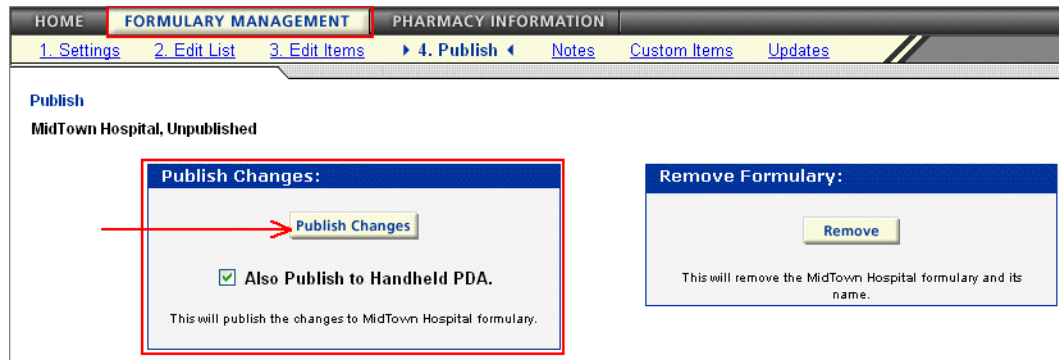 HOME FORMULARY MANAGEMENT PHARMACY INFORMATION
1. Settings 2. Edit List 3. Edit Items 4. Publish Notes Custom Items Updates
Publish
MidTown Hospital, Unpublished
Publish Changes:
Publish Changes
Also Publish to Handheld PDA.
This will publish the changes to MidTown Hospital formulary.
Remove Formulary:
Remove
This will remove the MidTown Hospital formulary and its
name.